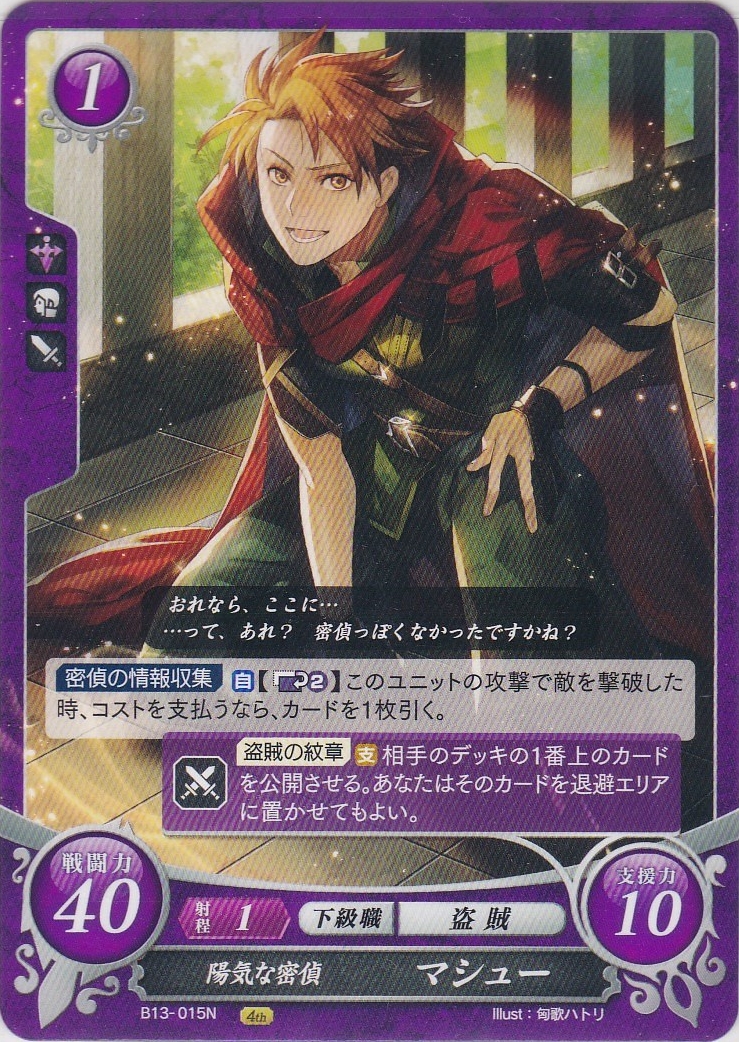 1
おれなら、ここに…
…って、あれ? 密偵っぽくなかったですかね?
密偵の情報収集 自【 2】このユニットの攻撃で敵を撃破した
時、コストを支払うなら、カードを1枚引く。
盗賊の紋章 支 相手のデッキの1番上のカード
を公開させる。あなたはそのカードを退避エリア
に置かせてもよい。
戦闘力
40
射程 1
下級職 盗賊
支援力
10
陽気な密偵 マシュー
B13-015N 4th Illust:匈歌ハトリ